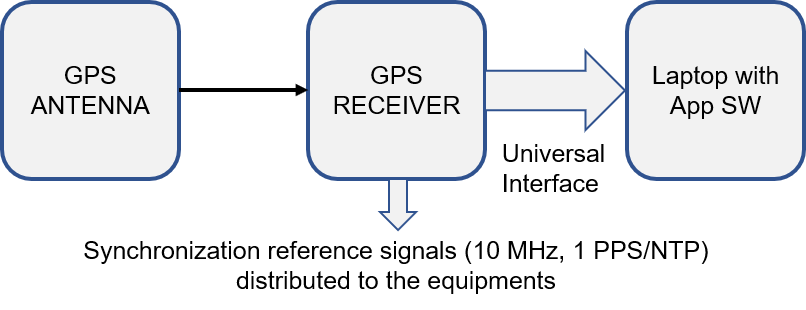 GPS
ANTENNA
GPS
RECEIVER
Laptop with
App SW
Universal
Interface
Synchronization reference signals (10 MHz, 1 PPS/NTP)
distributed to the equipments